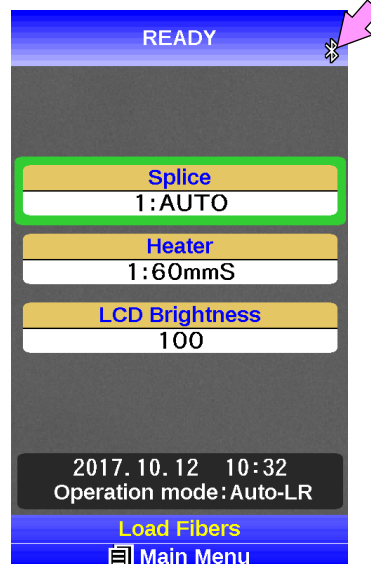 READY
Splice
1:AUTO
Heater
1:60mmS
LCD Brightness
100
2017.10.12 10:32
Operation mode:Auto-LR
Load Fibers
Main Menu